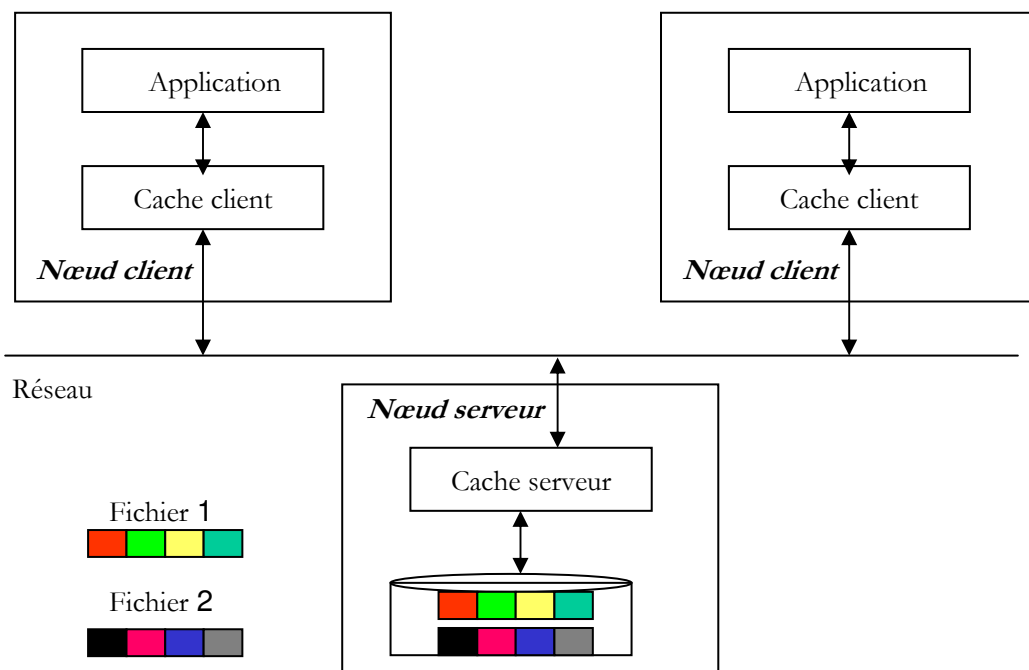 Application
Application
Cache client
Cache client
Nœud client
Nœud client
Réseau
Nœud serveur
Cache serveur
Fichier 1
Fichier 2